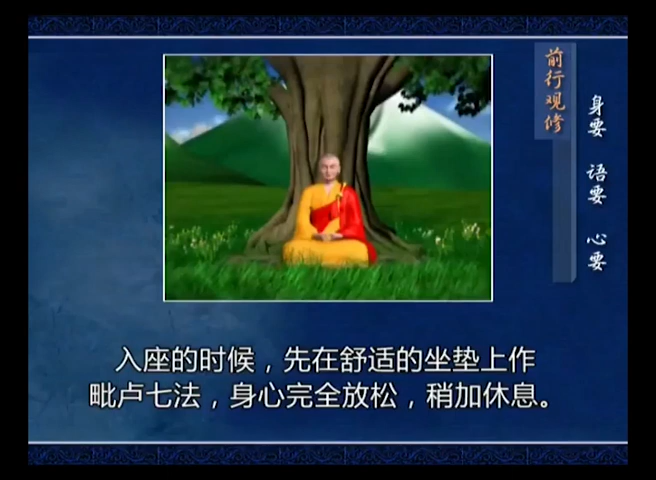 前行观修
身要 语要 心要
入座的时候，先在舒适的坐垫上作
毗卢七法，身心完全放松，稍加休息。